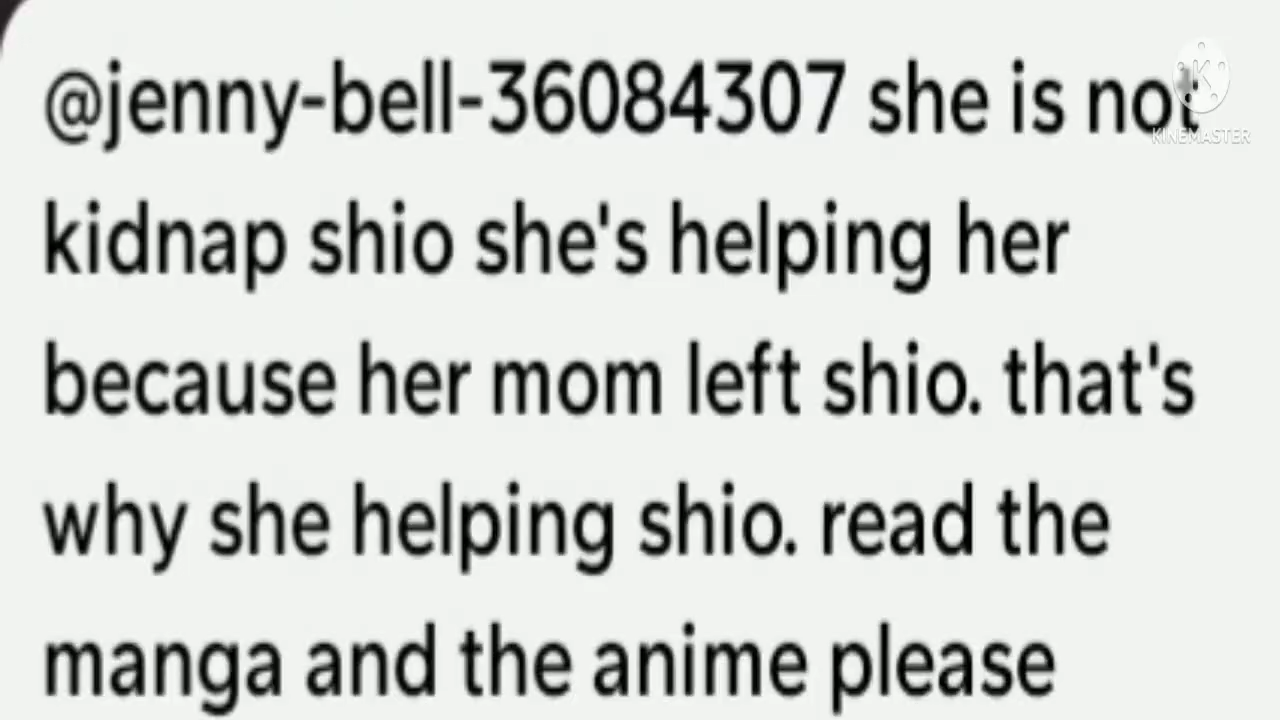 @jenny-bell-36084307 she is not
KINEMASTER
kidnap shio she's helping her
because her mom left shio. that's
why she helping shio. read the
manga and the anime please